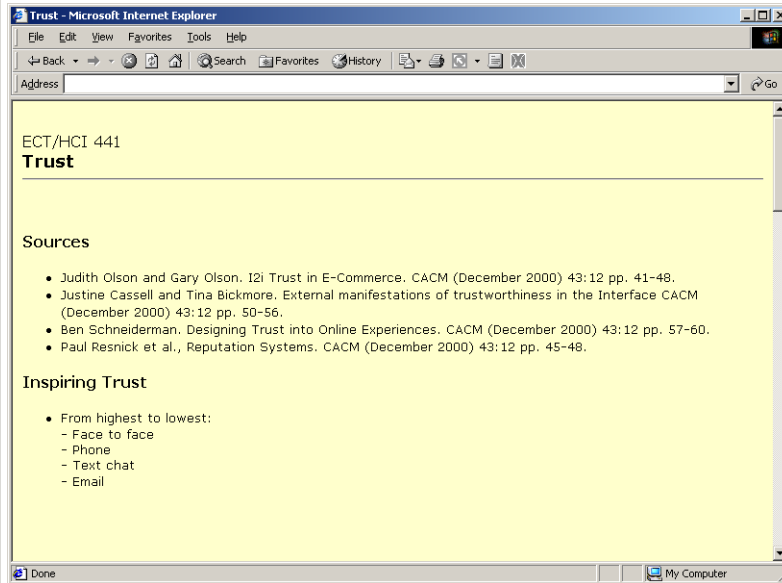 Trust - Microsoft Internet Explorer
File Edit View Favorites Tools Help
Back Search Favorites History
Address Go
ECT/HCI 441
Trust
Sources
• Judith Olson and Gary Olson. I2i Trust in E-Commerce. CACM (December 2000) 43:12 pp. 41-48.
• Justine Cassell and Tina Bickmore. External manifestations of trustworthiness in the Interface CACM
(December 2000) 43:12 pp. 50-56.
• Ben Schneiderman. Designing Trust into Online Experiences. CACM (December 2000) 43:12 pp. 57-60.
• Paul Resnick et al., Reputation Systems. CACM (December 2000) 43:12 pp. 45-48.
Inspiring Trust
• From highest to lowest:
- Face to face
- Phone
- Text chat
- Email
Done My Computer